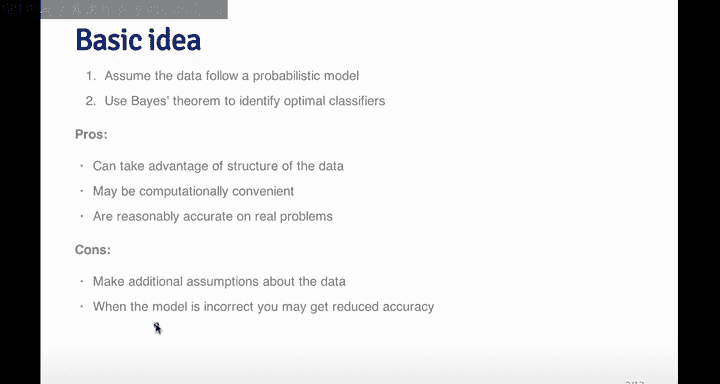 Basic idea
1. Assume the data follow a probabilistic model
2. Use Bayes' theorem to identify optimal classifiers
Pros:
· Can take advantage of structure of the data
· May be computationally convenient
· Are reasonably accurate on real problems
Cons:
· Make additional assumptions about the data
· When the model is incorrect you may get reduced accuracy